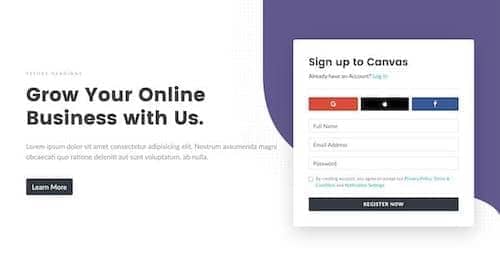 Grow Your Online
Business with Us.
Lorem ipsum dolor sit amet consectetur adipisicing elit. Nostrum assumenda magni
obcaecati quo ratione deleniti aut sunt voluptatum, ab nulla.
Learn More
Sign up to Canvas
Already have an Account? Log In
G
f
Full Name
Email Address
Password
By creating account, you agree to accept our Privacy Policy, Terms &
Conditions and Notification Settings.
REGISTER NOW